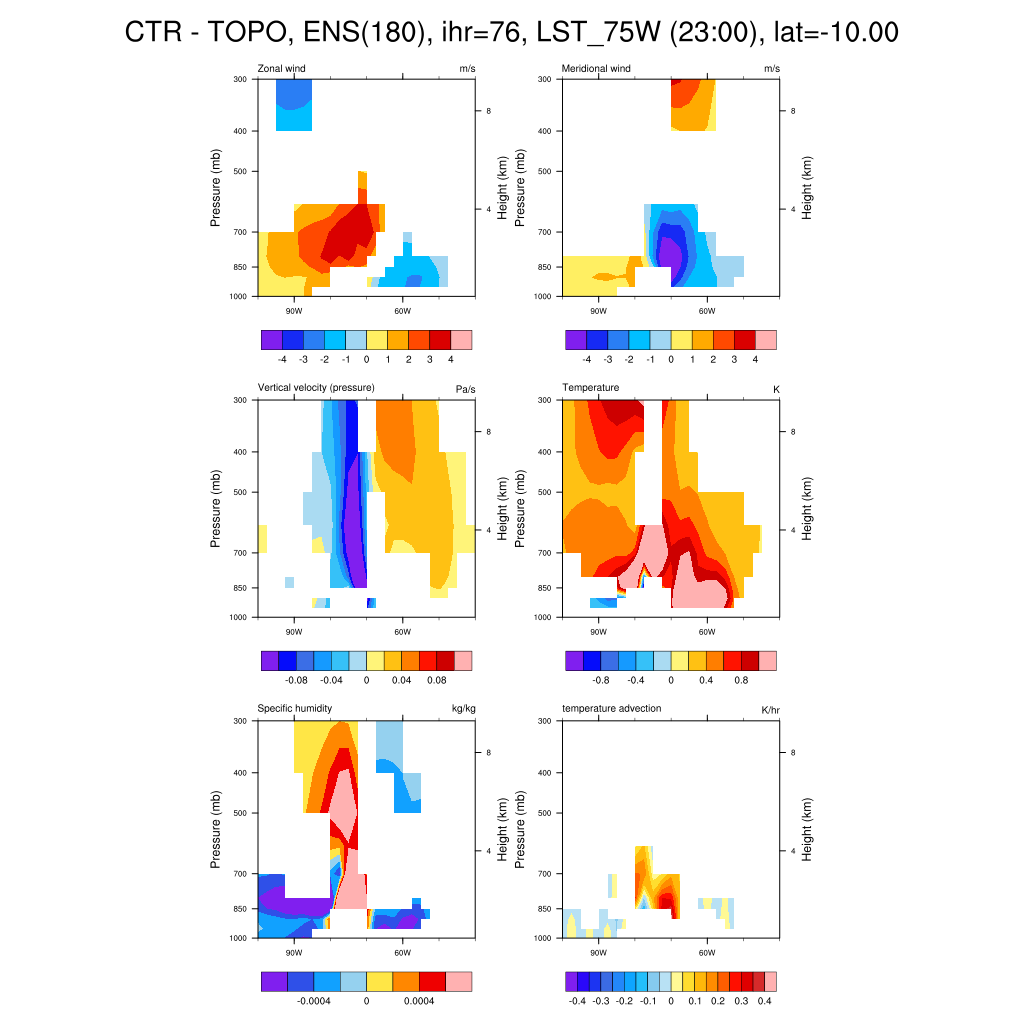 CTR - TOPO, ENS(180), ihr=76, LST_75W (23:00), lat=-10.00
Zonal wind m/s
300
400
500
700
850
1000
8
4
90W 60W
Pressure (mb)
Height (km)
-4 -3 -2 -1 0 1 2 3 4
Meridional wind m/s
300
400
500
700
850
1000
8
4
90W 60W
Pressure (mb)
Height (km)
-4 -3 -2 -1 0 1 2 3 4
Vertical velocity (pressure) Pa/s
300
400
500
700
850
1000
8
4
90W 60W
Pressure (mb)
Height (km)
-0.08 -0.04 0 0.04 0.08
Temperature K
300
400
500
700
850
1000
8
4
90W 60W
Pressure (mb)
Height (km)
-0.8 -0.4 0 0.4 0.8
Specific humidity kg/kg
300
400
500
700
850
1000
8
4
90W 60W
Pressure (mb)
Height (km)
-0.0004 0 0.0004
temperature advection K/hr
300
400
500
700
850
1000
8
4
90W 60W
Pressure (mb)
Height (km)
-0.4 -0.3 -0.2 -0.1 0 0.1 0.2 0.3 0.4